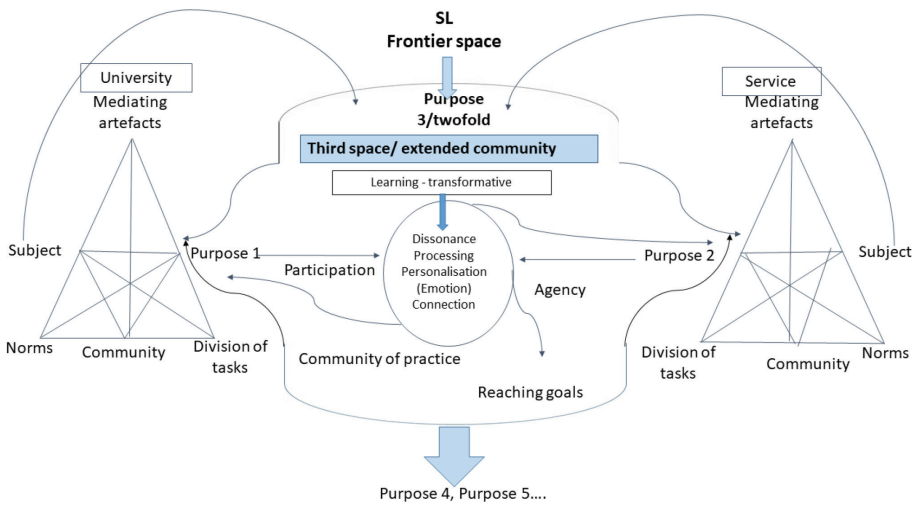 SL
Frontier space
University
Mediating
artefacts
Service
Mediating
artefacts
Purpose
3/twofold
Third space/ extended community
Learning - transformative
Subject
Purpose 1
Participation
Dissonance
Processing
Personalisation
(Emotion)
Connection
Agency
Purpose 2
Subject
Norms
Community
Division of
tasks
Community of practice
Reaching goals
Division of
tasks
Community
Norms
Purpose 4, Purpose 5....